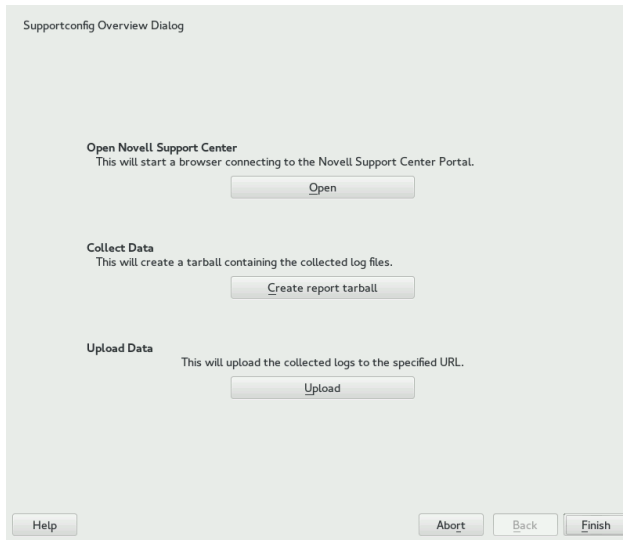 Supportconfig Overview Dialog
Open Novell Support Center
This will start a browser connecting to the Novell Support Center Portal.
Open
Collect Data
This will create a tarball containing the collected log files.
Create report tarball
Upload Data
This will upload the collected logs to the specified URL.
Upload
Help
Abort
Back
Finish